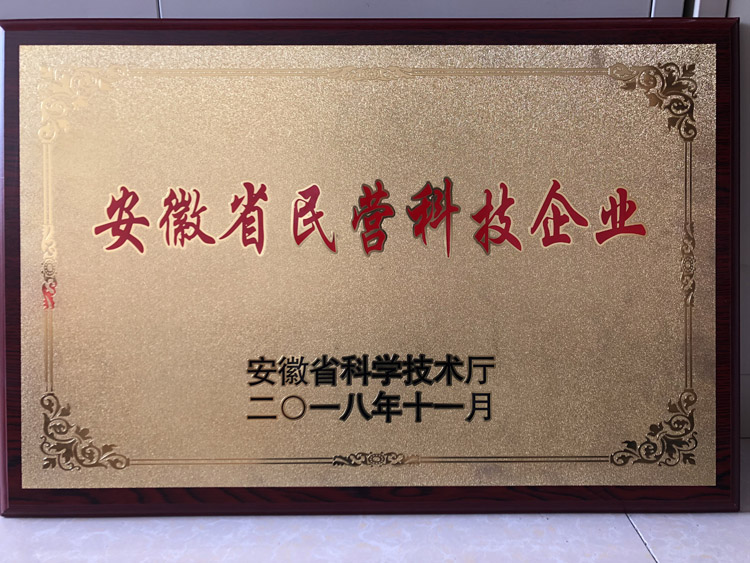 安徽省民营科技企业
安徽省科学技术厅
二〇一八年十一月